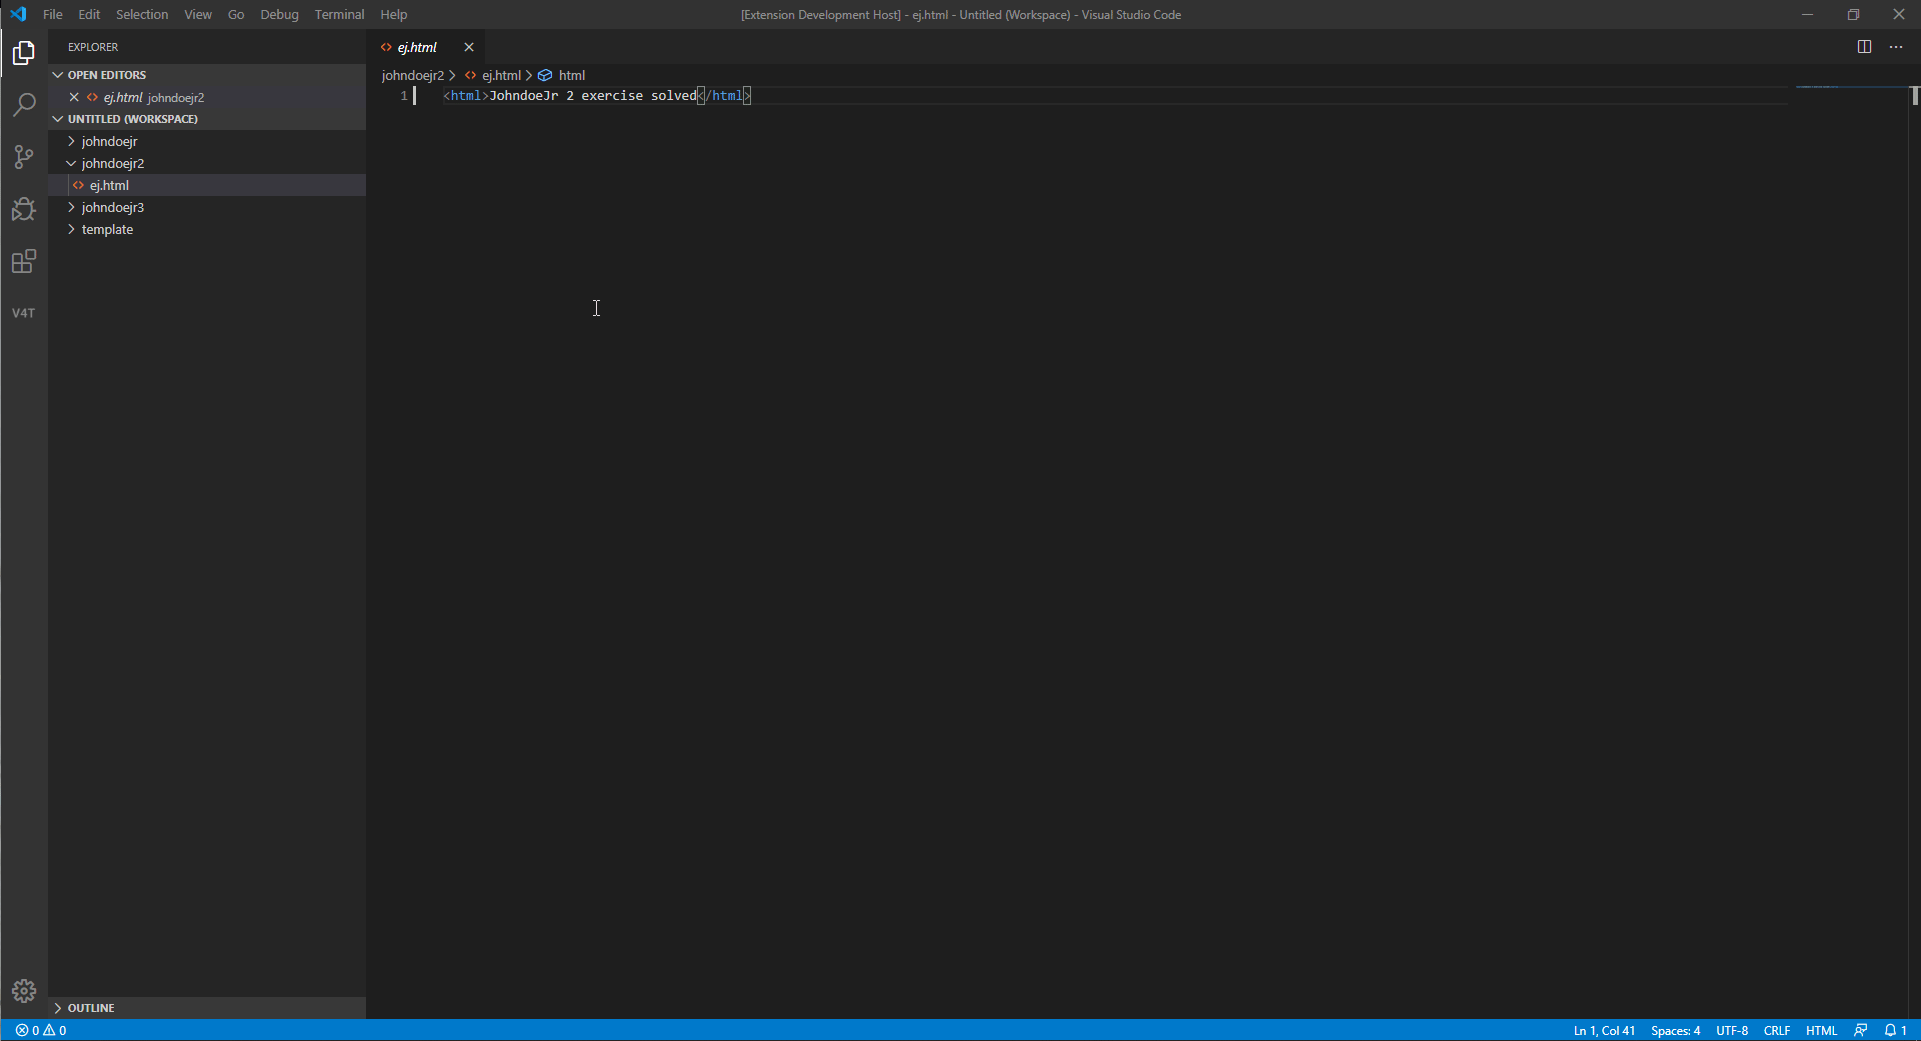 File Edit Selection View Go Debug Terminal Help
[Extension Development Host] - ej.html - Untitled (Workspace) - Visual Studio Code
EXPLORER
OPEN EDITORS
ej.html johndoejr2
UNTITLED (WORKSPACE)
johndoejr
johndoejr2
ej.html
johndoejr3
template
V4T
OUTLINE
ej.html
johndoejr2 > ej.html > html
1 <html>JohndoeJr 2 exercise solved</html>
0 0
Ln 1, Col 41 Spaces: 4 UTF-8 CRLF HTML 1